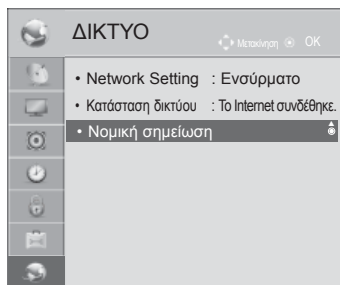 ΔΙΚΤΥΟ
Μετακίνηση OK
• Network Setting : Ενσύρματο
• Κατάσταση δικτύου : Το Internet συνδέθηκε.
• Νομική σημείωση